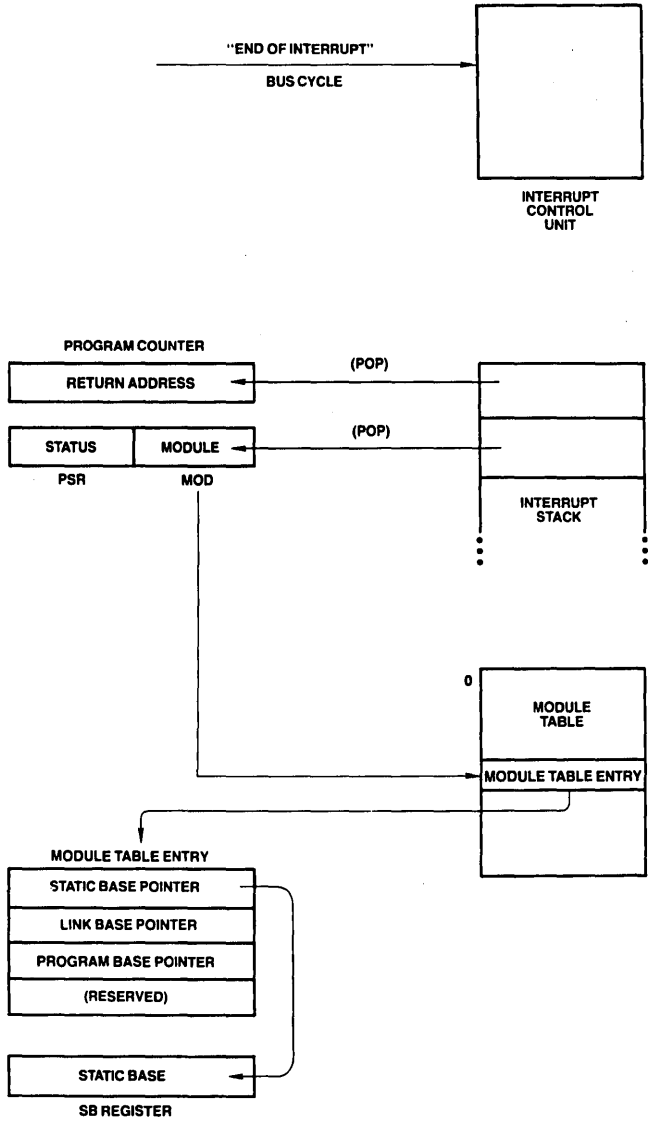 "END OF INTERRUPT"
BUS CYCLE
INTERRUPT
CONTROL
UNIT
PROGRAM COUNTER
RETURN ADDRESS
(POP)
STATUS
MODULE
(POP)
PSR
MOD
INTERRUPT
STACK
0
MODULE
TABLE
MODULE TABLE ENTRY
MODULE TABLE ENTRY
STATIC BASE POINTER
LINK BASE POINTER
PROGRAM BASE POINTER
(RESERVED)
STATIC BASE
SB REGISTER